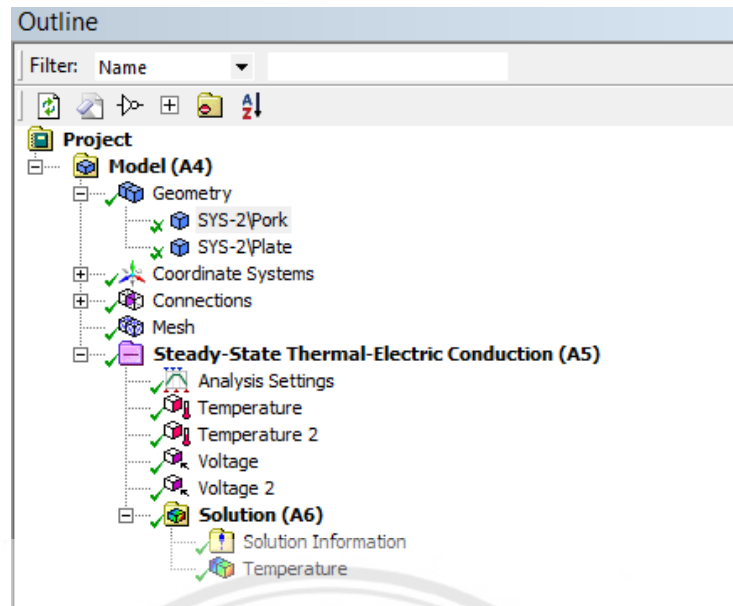 Outline
Filter: Name
Project
Model (A4)
Geometry
SYS-2\Pork
SYS-2\Plate
Coordinate Systems
Connections
Mesh
Steady-State Thermal-Electric Conduction (A5)
Analysis Settings
Temperature
Temperature 2
Voltage
Voltage 2
Solution (A6)
Solution Information
Temperature